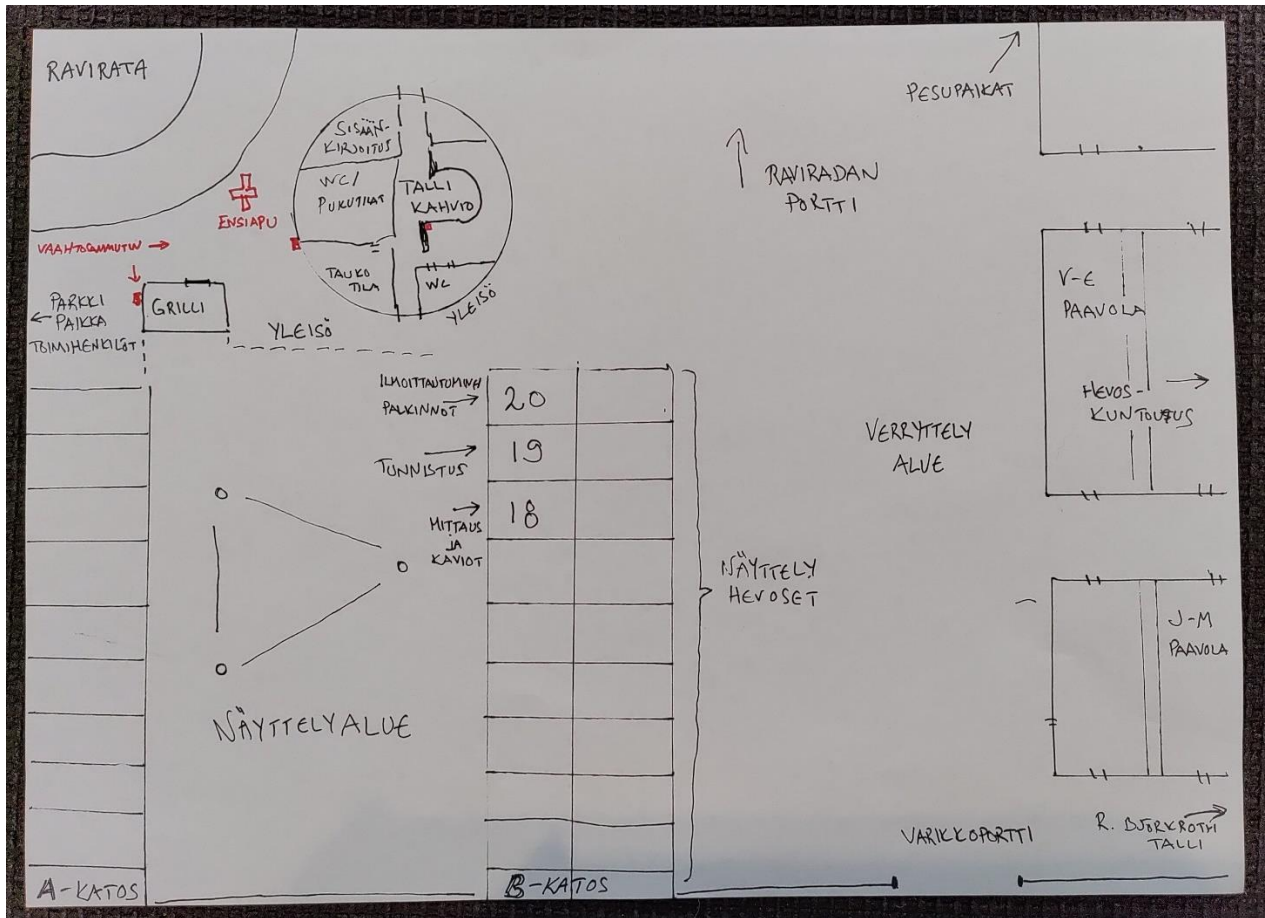 RAVIRATA
PESUPAIKAT
SISÄÄN-
KIRJOITUS
WC/
PUKUTILAT
TALLI
KAHVIO
TAUKO
TILA
WC
YLEISÖ
RAVIRADAN
PORTTI
ENSIAPU
VAAHTOSAMMUTIN
PARKKI
PAIKKA
TOIMIHENKILÖT
GRILLI
YLEISÖ
V-E
PAAVOLA
HEVOS-
KUNTOUTUS
ILMOITTAUTUMINEN
PALKINNOT
20
TUNNISTUS
19
MITTAUS
JA
KAVIOT
18
VERRYTTELY
ALUE
NÄYTTELY
HEVOSET
J-M
PAAVOLA
NÄYTTELYALUE
VARIKKOPORTTI
R. BJÖRKROTH
TALLI
A-KATOS
B-KATOS